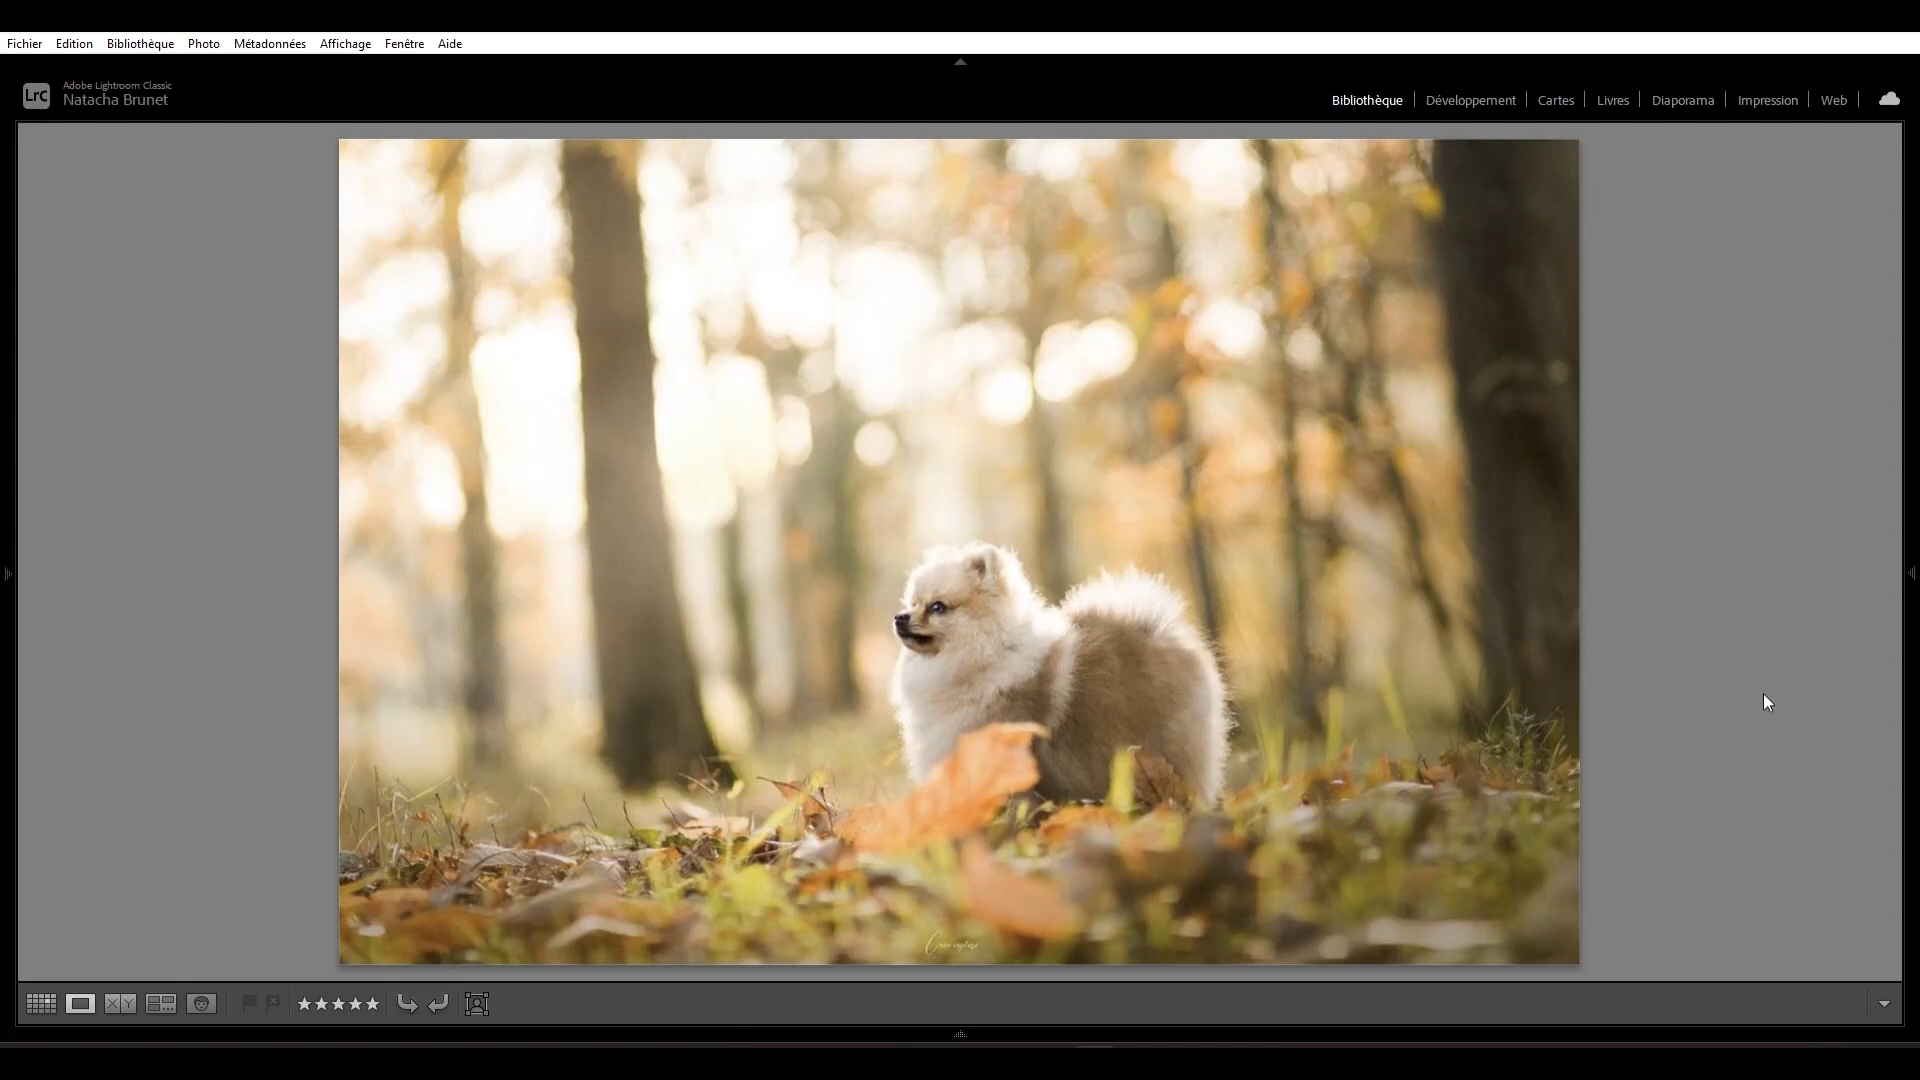 Fichier Edition Bibliothèque Photo Métadonnées Affichage Fenêtre Aide
LrC
Adobe Lightroom Classic
Natacha Brunet
Bibliothèque Développement Cartes Livres Diaporama Impression Web
X Y